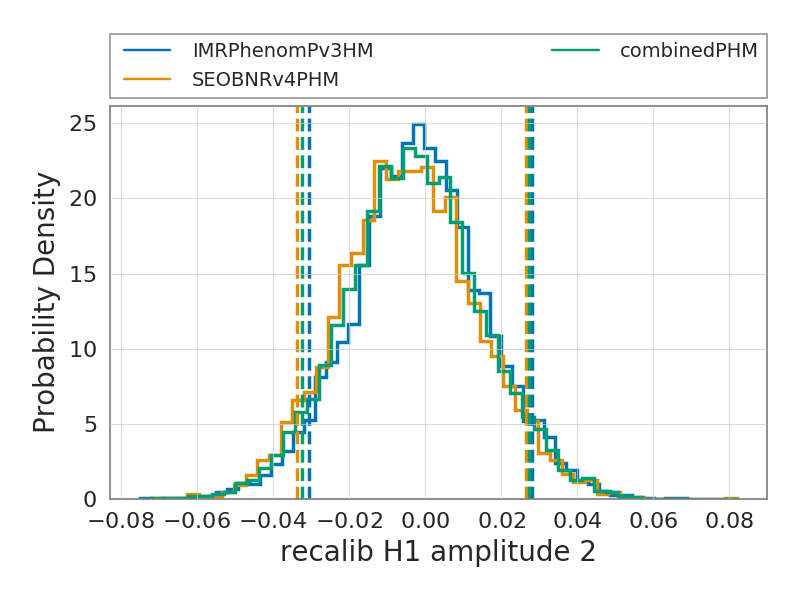 IMRPhenomPv3HM
SEOBNRv4PHM
combinedPHM
Probability Density
25
20
15
10
5
0
−0.08 −0.06 −0.04 −0.02 0.00 0.02 0.04 0.06 0.08
recalib H1 amplitude 2